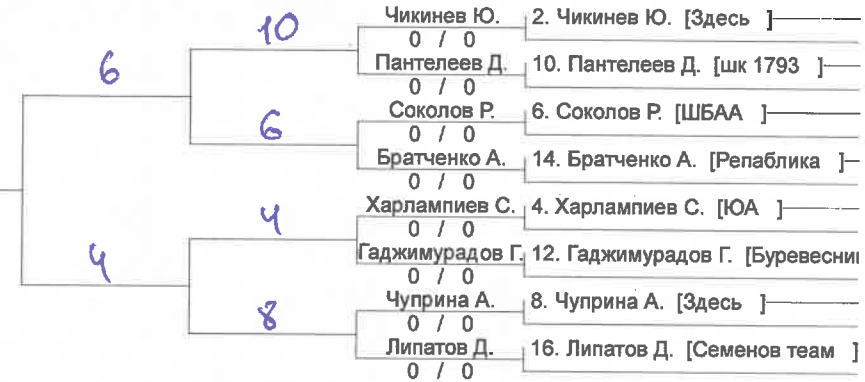 10 Чикинев Ю. 2. Чикинев Ю. [Здесь ]
0 / 0
6 Пантелеев Д. 10. Пантелеев Д. [шк 1793 ]
0 / 0
Соколов Р. 6. Соколов Р. [ШБАА ]
6 0 / 0
Братченко А. 14. Братченко А. [Репаблика ]
0 / 0
Харлампиев С. 4. Харлампиев С. [ЮА ]
4 0 / 0
4 Гаджимурадов Г. 12. Гаджимурадов Г. [Буревесни
0 / 0
Чуприна А. 8. Чуприна А. [Здесь ]
8 0 / 0
Липатов Д. 16. Липатов Д. [Семенов теам ]
0 / 0